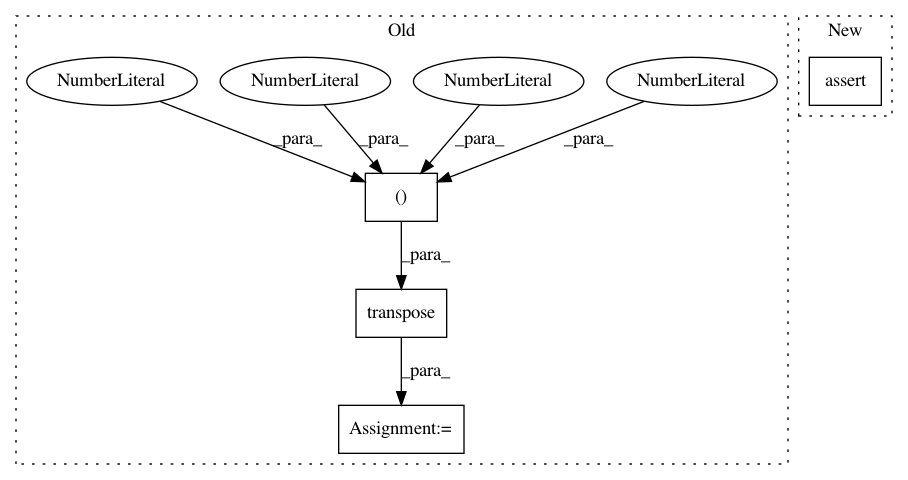 Old
New
NumberLiteral
NumberLiteral
NumberLiteral
NumberLiteral
assert
_para_
_para_
_para_
_para_
()
_para_
transpose
_para_
Assignment:=